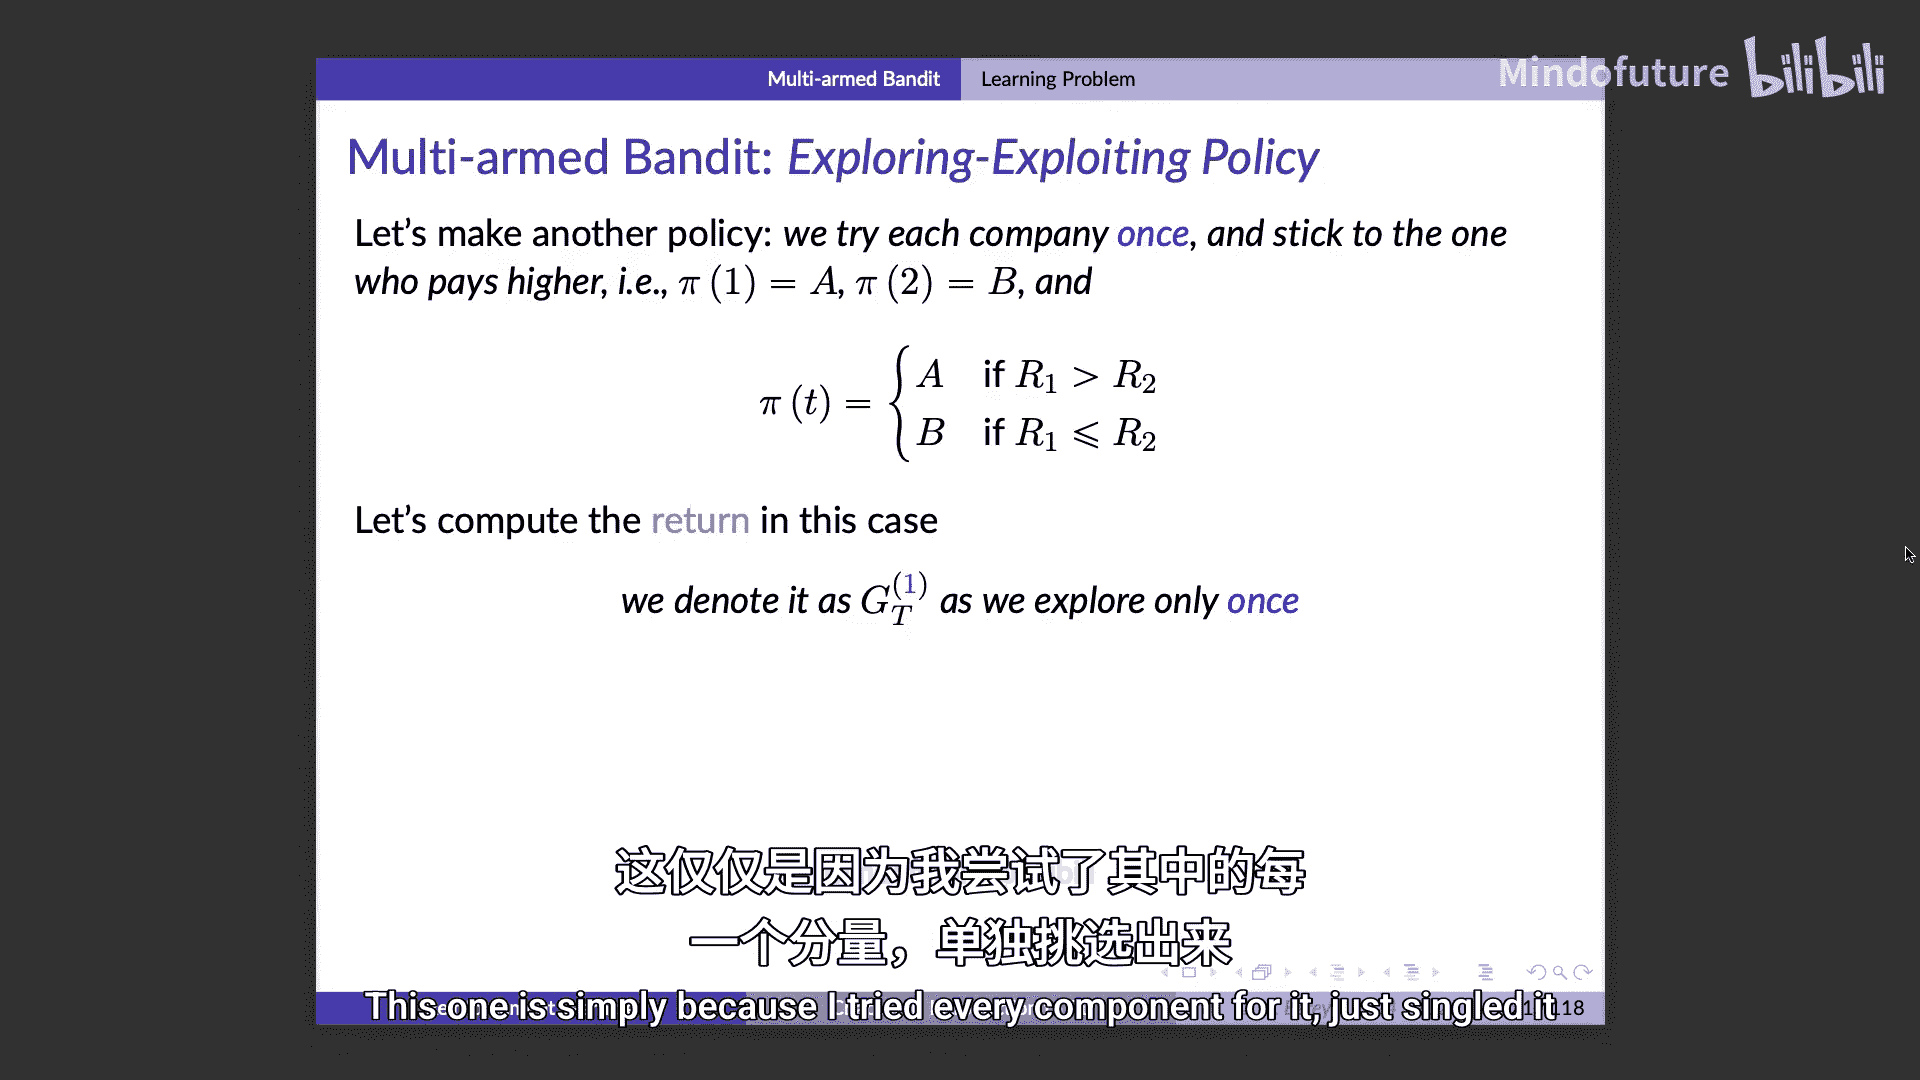 Mindofuture bilibili
Multi-armed Bandit Learning Problem
Multi-armed Bandit: Exploring-Exploiting Policy
Let's make another policy: we try each company once, and stick to the one
who pays higher, i.e., π (1) = A, π (2) = B, and
π (t) = { A if R₁ > R₂
B if R₁ ⩽ R₂
Let's compute the return in this case
we denote it as G_T^(1) as we explore only once
这仅仅是因为我尝试了其中的每
一个分量，单独挑选出来
This one is simply because I tried every component for it, just singled it
118